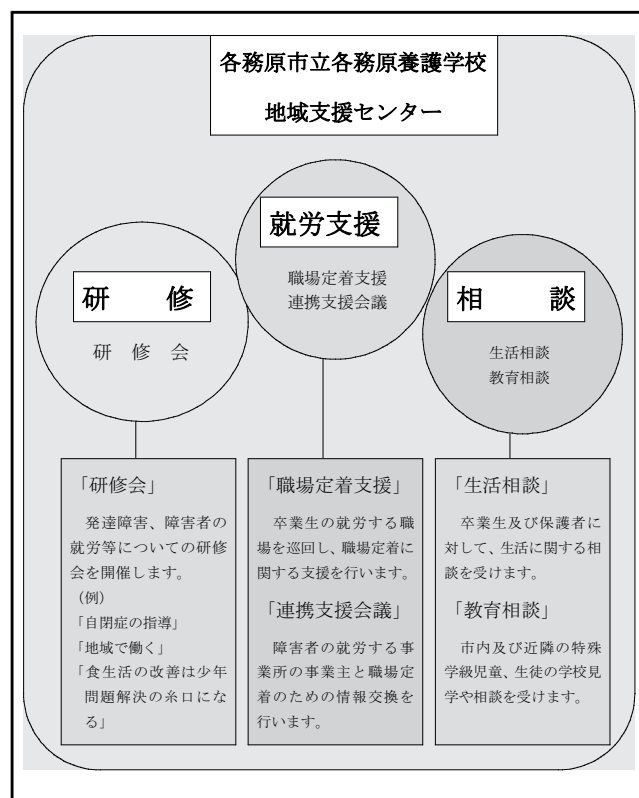 各務原市立各務原養護学校
地域支援センター
就労支援
職場定着支援
連携支援会議
研　修
研　修　会
相　談
生活相談
教育相談
「研修会」
　発達障害、障害者の
就労等についての研修
会を開催します。
（例）
「自閉症の指導」
「地域で働く」
「食生活の改善は少年
問題解決の糸口にな
る」
「職場定着支援」
　卒業生の就労する職
場を巡回し、職場定着に
関する支援を行います。
「連携支援会議」
　障害者の就労する事
業所の事業主と職場定
着のための情報交換を
行います。
「生活相談」
　卒業生及び保護者に
対して、生活に関する相
談を受けます。
「教育相談」
　市内及び近隣の特殊
学級児童、生徒の学校見
学や相談を受けます。